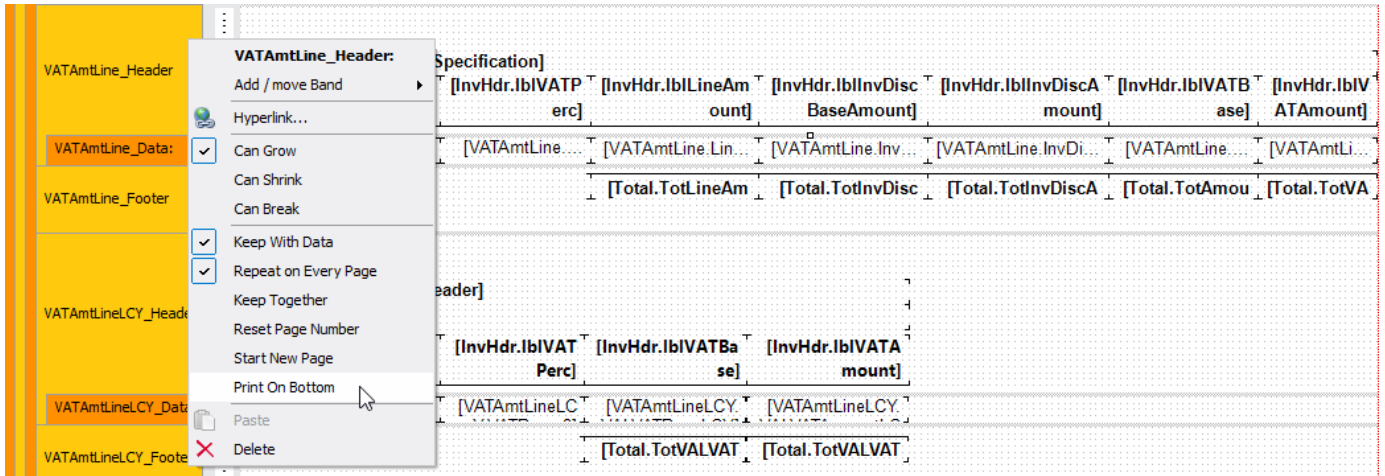 VATAmtLine_Header
VATAmtLine_Header:
Add / move Band
Hyperlink...
Can Grow
Can Shrink
Can Break
Keep With Data
Repeat on Every Page
Keep Together
Reset Page Number
Start New Page
Print On Bottom
Paste
Delete
Specification]
[InvHdr.lblVATP [InvHdr.lblLineAm [InvHdr.lblInvDisc [InvHdr.lblInvDiscA [InvHdr.lblVATB [InvHdr.lblV
erc] ount] BaseAmount] mount] ase] ATAmount]
VATAmtLine_Data:
[VATAmtLine.... [VATAmtLine.Lin... [VATAmtLine.Inv... [VATAmtLine.InvDi... [VATAmtLine.... [VATAmtLi...
VATAmtLine_Footer
[Total.TotLineAm [Total.TotInvDisc [Total.TotInvDiscA [Total.TotAmou [Total.TotVA
VATAmtLineLCY_Heade
eader]
[InvHdr.lblVAT [InvHdr.lblVATBa [InvHdr.lblVATA
Perc] se] mount]
VATAmtLineLCY_Data
[VATAmtLineLC [VATAmtLineLCY. [VATAmtLineLCY.
VATAmtLineLCY_Foote
[Total.TotVALVAT [Total.TotVALVAT